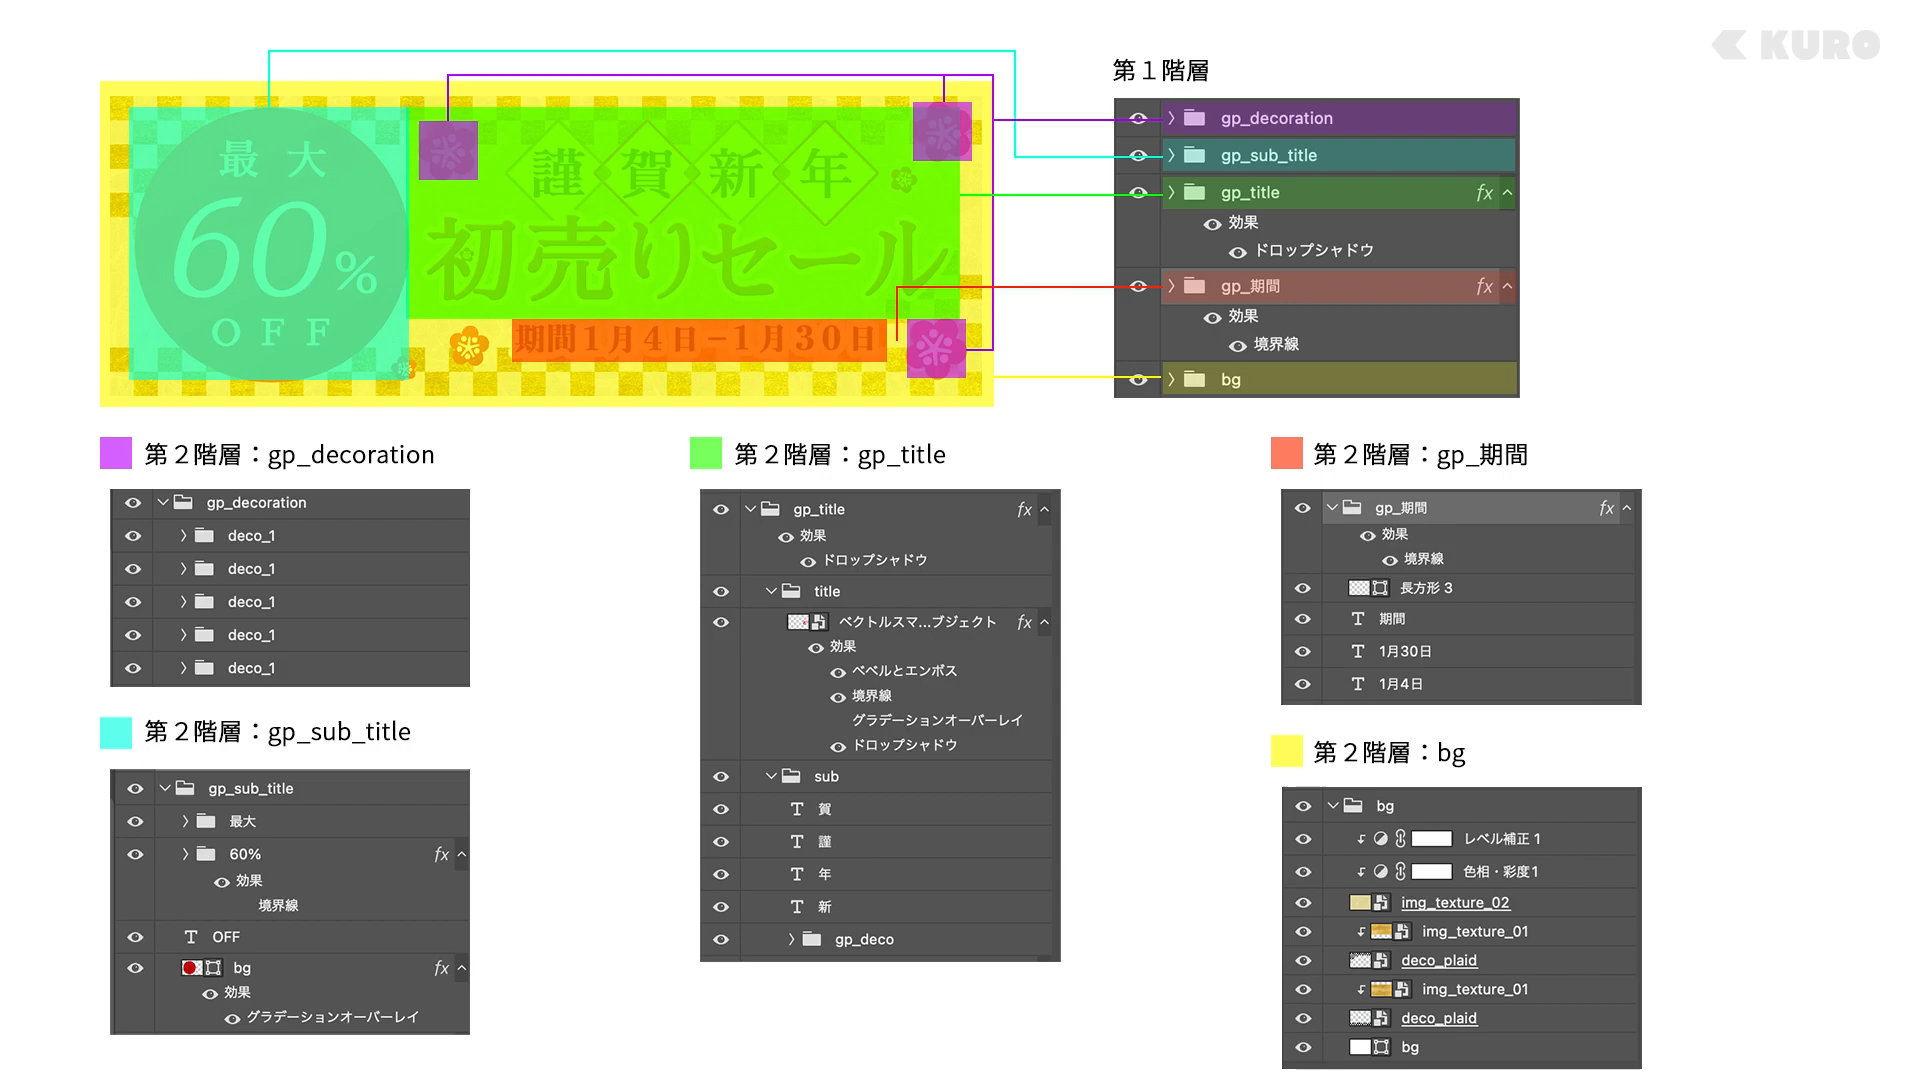 KURO
最大
60%
OFF
謹賀新年
初売りセール
期間1月4日−1月30日
第１階層
gp_decoration
gp_sub_title
gp_title fx
効果
ドロップシャドウ
gp_期間 fx
効果
境界線
bg
第２階層：gp_decoration
gp_decoration
deco_1
deco_1
deco_1
deco_1
deco_1
第２階層：gp_sub_title
gp_sub_title
最大
60% fx
効果
境界線
OFF
bg fx
効果
グラデーションオーバーレイ
第２階層：gp_title
gp_title fx
効果
ドロップシャドウ
title
ベクトルスマ...ブジェクト fx
効果
ベベルとエンボス
境界線
グラデーションオーバーレイ
ドロップシャドウ
sub
T 賀
T 謹
T 年
T 新
gp_deco
第２階層：gp_期間
gp_期間 fx
効果
境界線
長方形 3
T 期間
T 1月30日
T 1月4日
第２階層：bg
bg
レベル補正 1
色相・彩度1
img_texture_02
img_texture_01
deco_plaid
img_texture_01
deco_plaid
bg